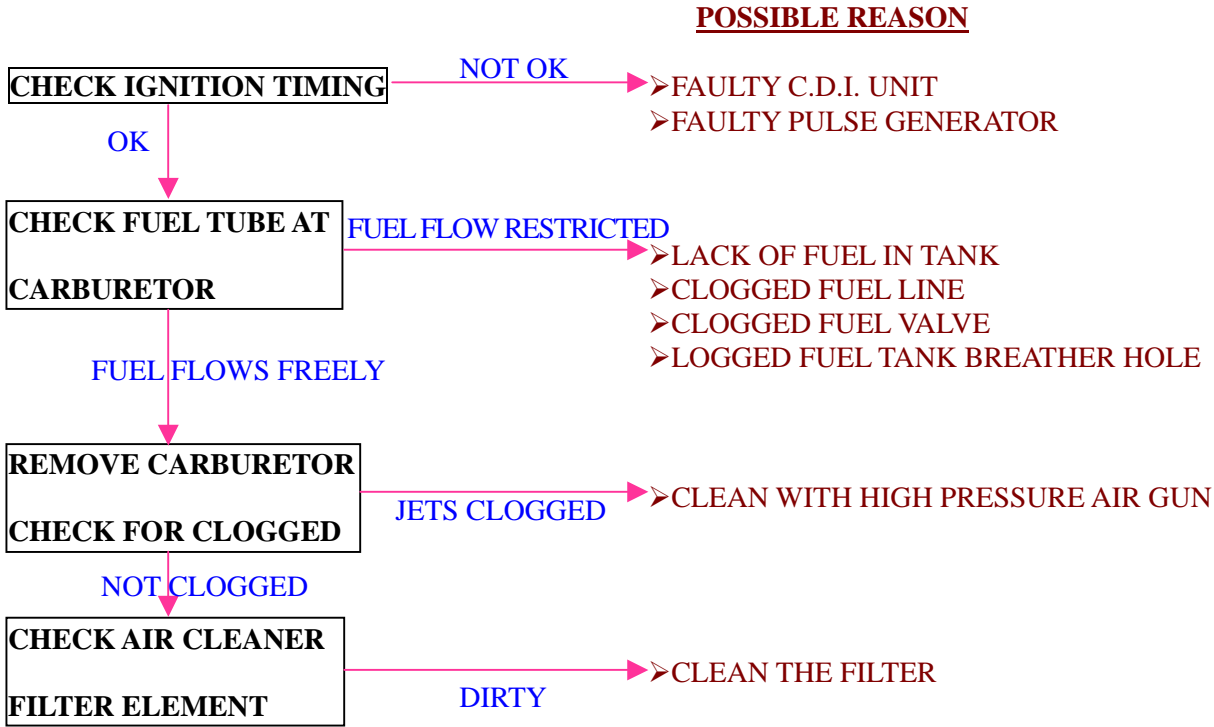 POSSIBLE REASON
CHECK IGNITION TIMING
NOT OK
➢FAULTY C.D.I. UNIT
➢FAULTY PULSE GENERATOR
OK
CHECK FUEL TUBE AT
CARBURETOR
FUEL FLOW RESTRICTED
➢LACK OF FUEL IN TANK
➢CLOGGED FUEL LINE
➢CLOGGED FUEL VALVE
➢LOGGED FUEL TANK BREATHER HOLE
FUEL FLOWS FREELY
REMOVE CARBURETOR
CHECK FOR CLOGGED
JETS CLOGGED
➢CLEAN WITH HIGH PRESSURE AIR GUN
NOT CLOGGED
CHECK AIR CLEANER
FILTER ELEMENT
DIRTY
➢CLEAN THE FILTER